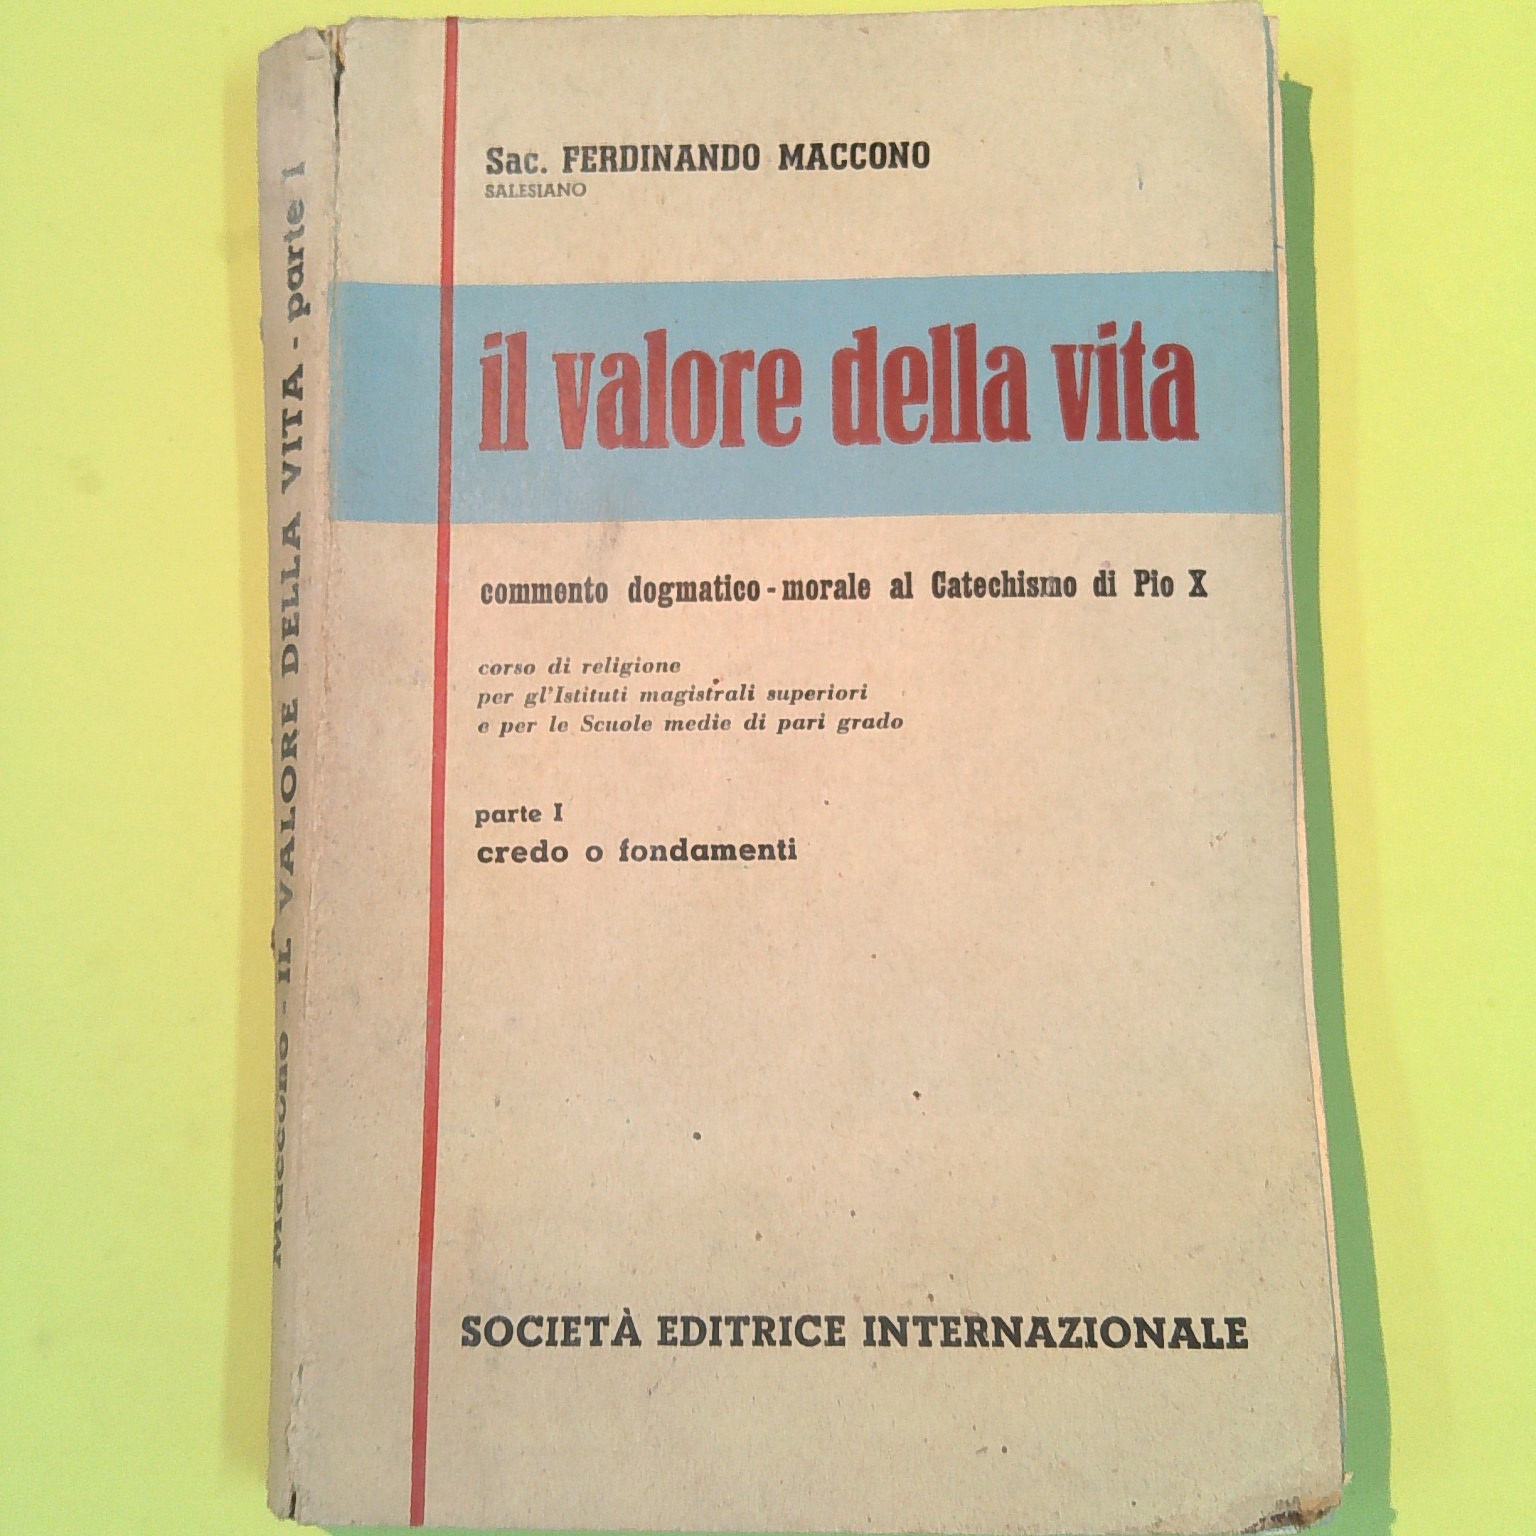 Sac. FERDINANDO MACCONO
SALESIANO
il valore della vita
commento dogmatico-morale al Catechismo di Pio X
corso di religione
per gl'Istituti magistrali superiori
e per le Scuole medie di pari grado
parte I
credo o fondamenti
SOCIETÀ EDITRICE INTERNAZIONALE
Maccono - IL VALORE DELLA VITA - parte I